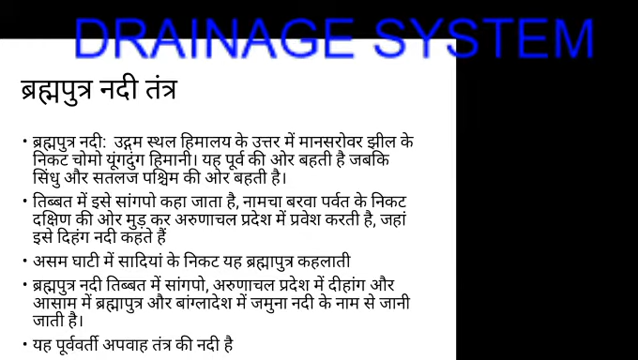 DRAINAGE SYSTEM
ब्रह्मपुत्र नदी तंत्र
• ब्रह्मपुत्र नदी: उद्गम स्थल हिमालय के उत्तर में मानसरोवर झील के
निकट चोमो यूंगदुंग हिमानी। यह पूर्व की ओर बहती है जबकि
सिंधु और सतलज पश्चिम की ओर बहती है।
• तिब्बत में इसे सांगपो कहा जाता है, नामचा बरवा पर्वत के निकट
दक्षिण की ओर मुड़ कर अरुणाचल प्रदेश में प्रवेश करती है, जहां
इसे दिहंग नदी कहते हैं
• असम घाटी में सादियां के निकट यह ब्रह्मापुत्र कहलाती
• ब्रह्मपुत्र नदी तिब्बत में सांगपो, अरुणाचल प्रदेश में दीहांग और
आसाम में ब्रह्मापुत्र और बांग्लादेश में जमुना नदी के नाम से जानी
जाती है।
• यह पूर्ववर्ती अपवाह तंत्र की नदी है